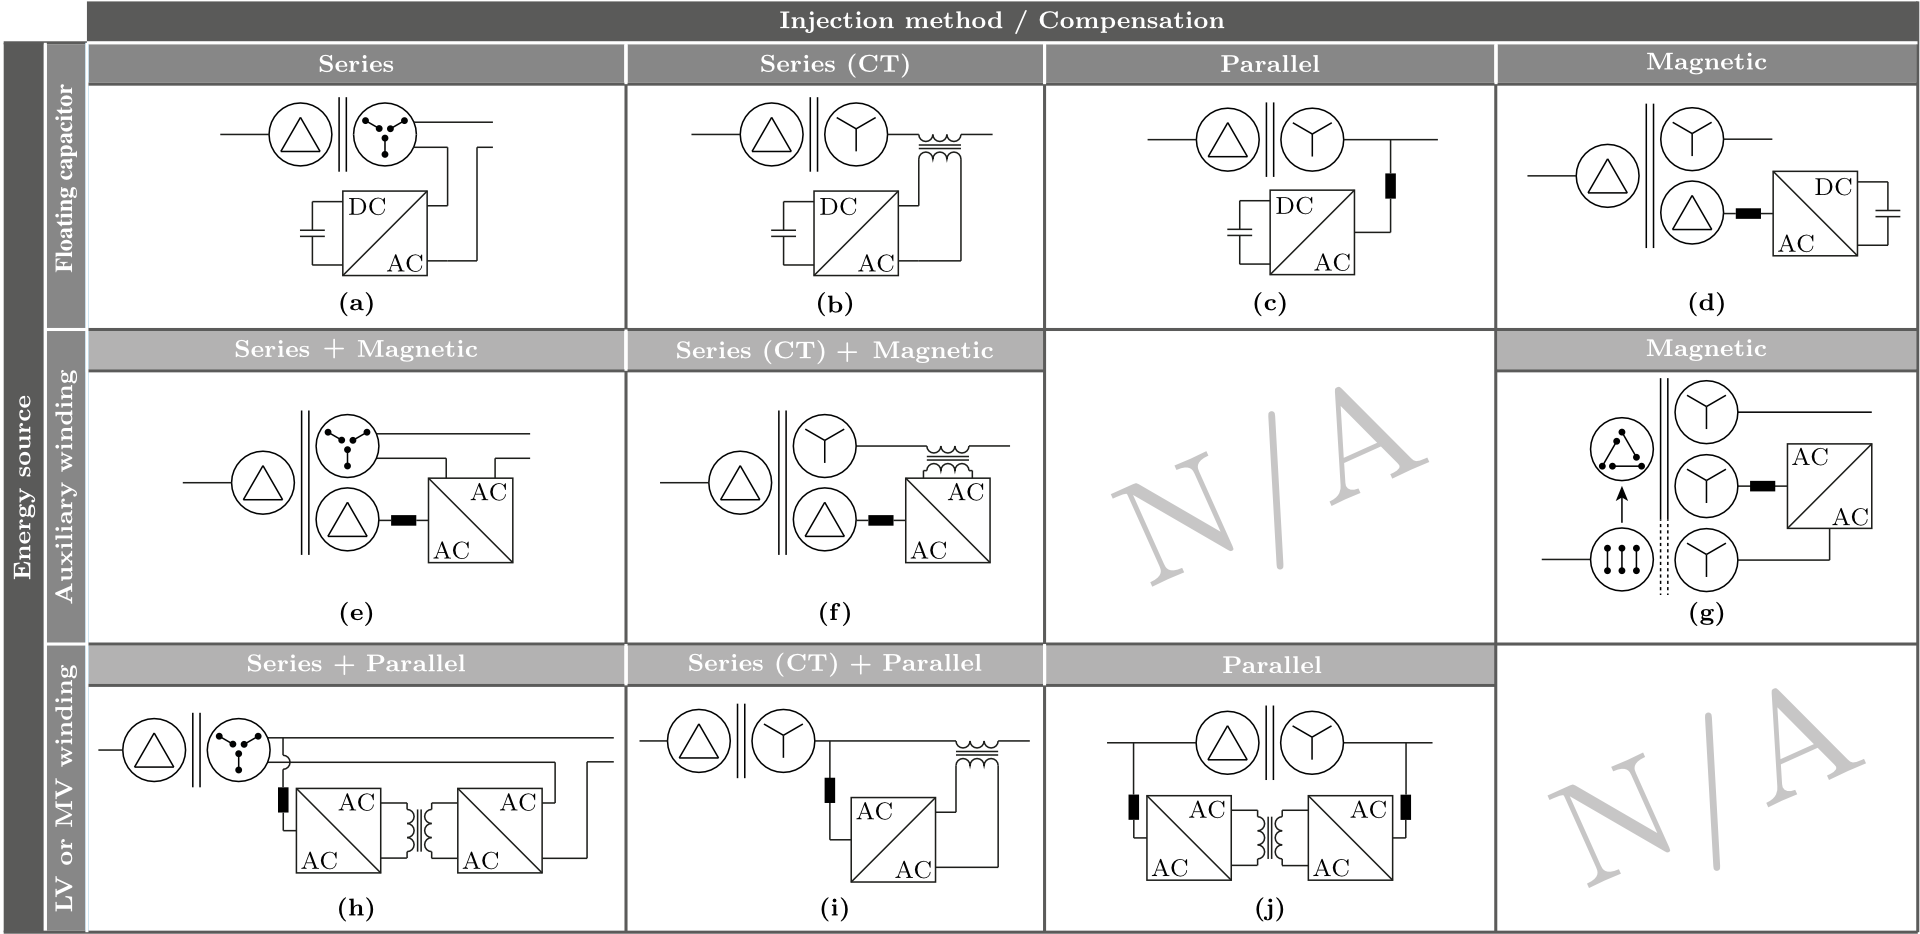 Injection method / Compensation
Series
Series (CT)
Parallel
Magnetic
Energy source
Floating capacitor
DC
AC
(a)
DC
AC
(b)
DC
AC
(c)
DC
AC
(d)
Auxiliary winding
Series + Magnetic
Series (CT) + Magnetic
Magnetic
AC
AC
(e)
AC
AC
(f)
N/A
AC
AC
(g)
LV or MV winding
Series + Parallel
Series (CT) + Parallel
Parallel
AC
AC
AC
AC
(h)
AC
AC
(i)
AC
AC
AC
AC
(j)
N/A